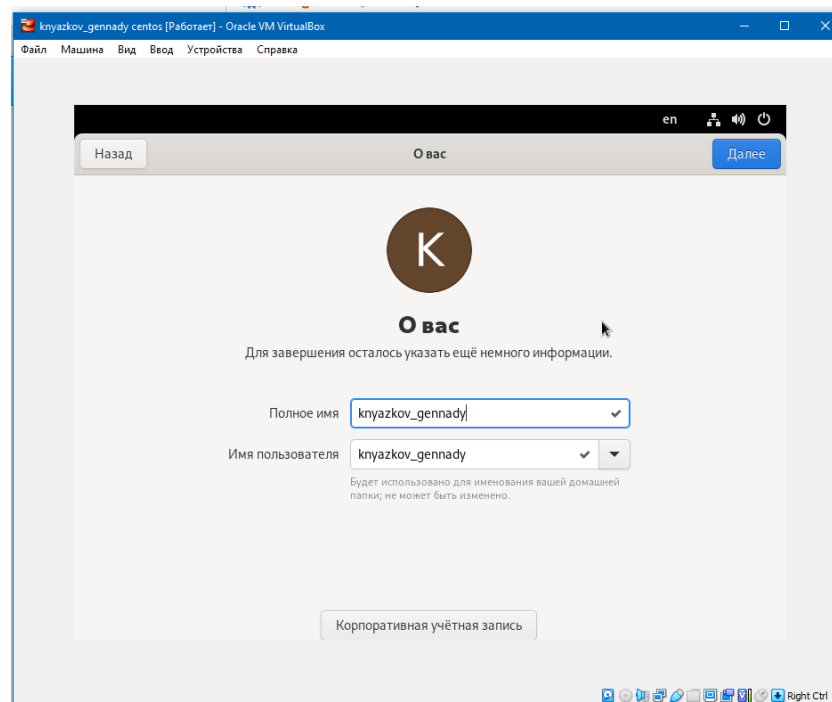 knyazkov_gennady centos [Работает] - Oracle VM VirtualBox
Файл Машина Вид Ввод Устройства Справка
en
Назад
О вас
Далее
K
О вас
Для завершения осталось указать ещё немного информации.
Полное имя knyazkov_gennady
Имя пользователя knyazkov_gennady
Будет использовано для именования вашей домашней
папки; не может быть изменено.
Корпоративная учётная запись
Right Ctrl